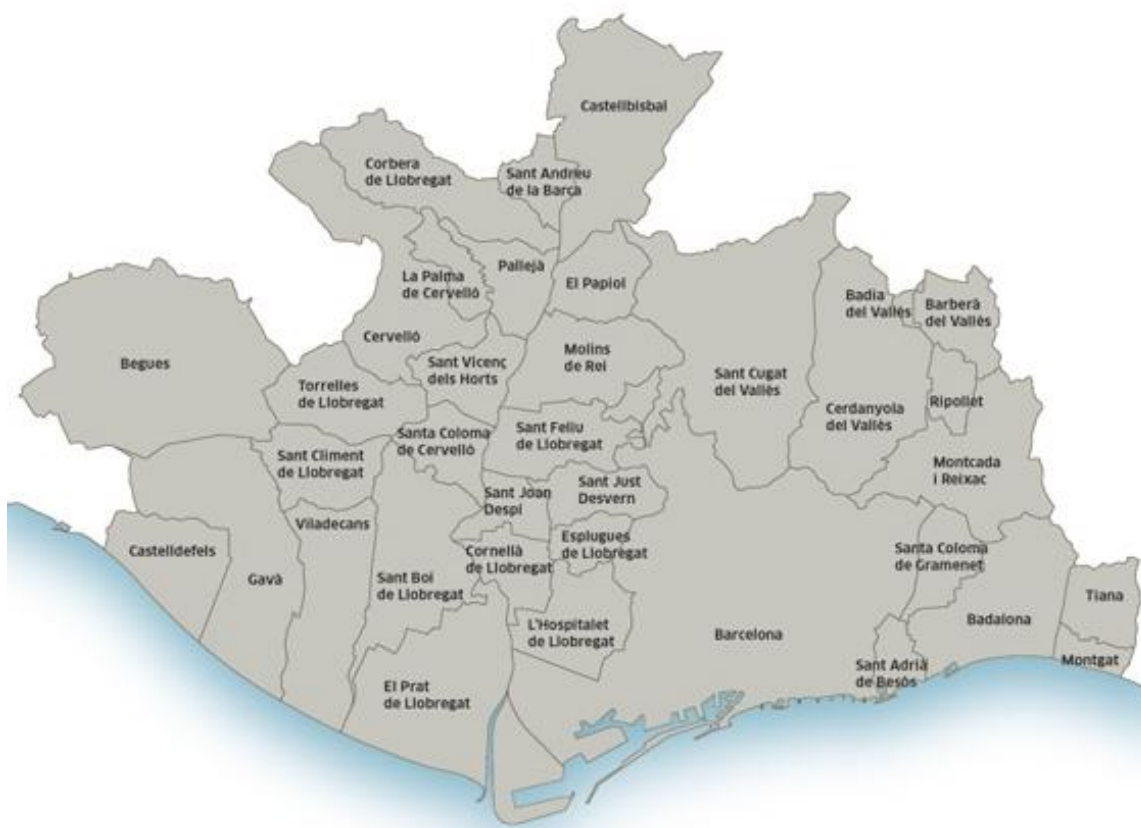 Castellbisbal
Corbera
de Llobregat
Sant Andreu
de la Barca
Pallejà
La Palma
de Cervelló
El Papiol
Badia
del Vallès
Barberà
del Vallès
Cervelló
Begues
Sant Vicenç
dels Horts
Molins
de Rei
Sant Cugat
del Vallès
Torrelles
de Llobregat
Ripollet
Cerdanyola
del Vallès
Santa Coloma
de Cervelló
Sant Feliu
de Llobregat
Sant Climent
de Llobregat
Montcada
i Reixac
Sant Just
Desvern
Sant Joan
Despí
Viladecans
Castelldefels
Cornellà
de Llobregat
Esplugues
de Llobregat
Santa Coloma
de Gramenet
Gavà
Sant Boi
de Llobregat
Tiana
Badalona
L'Hospitalet
de Llobregat
Barcelona
Montgat
Sant Adrià
de Besòs
El Prat
de Llobregat